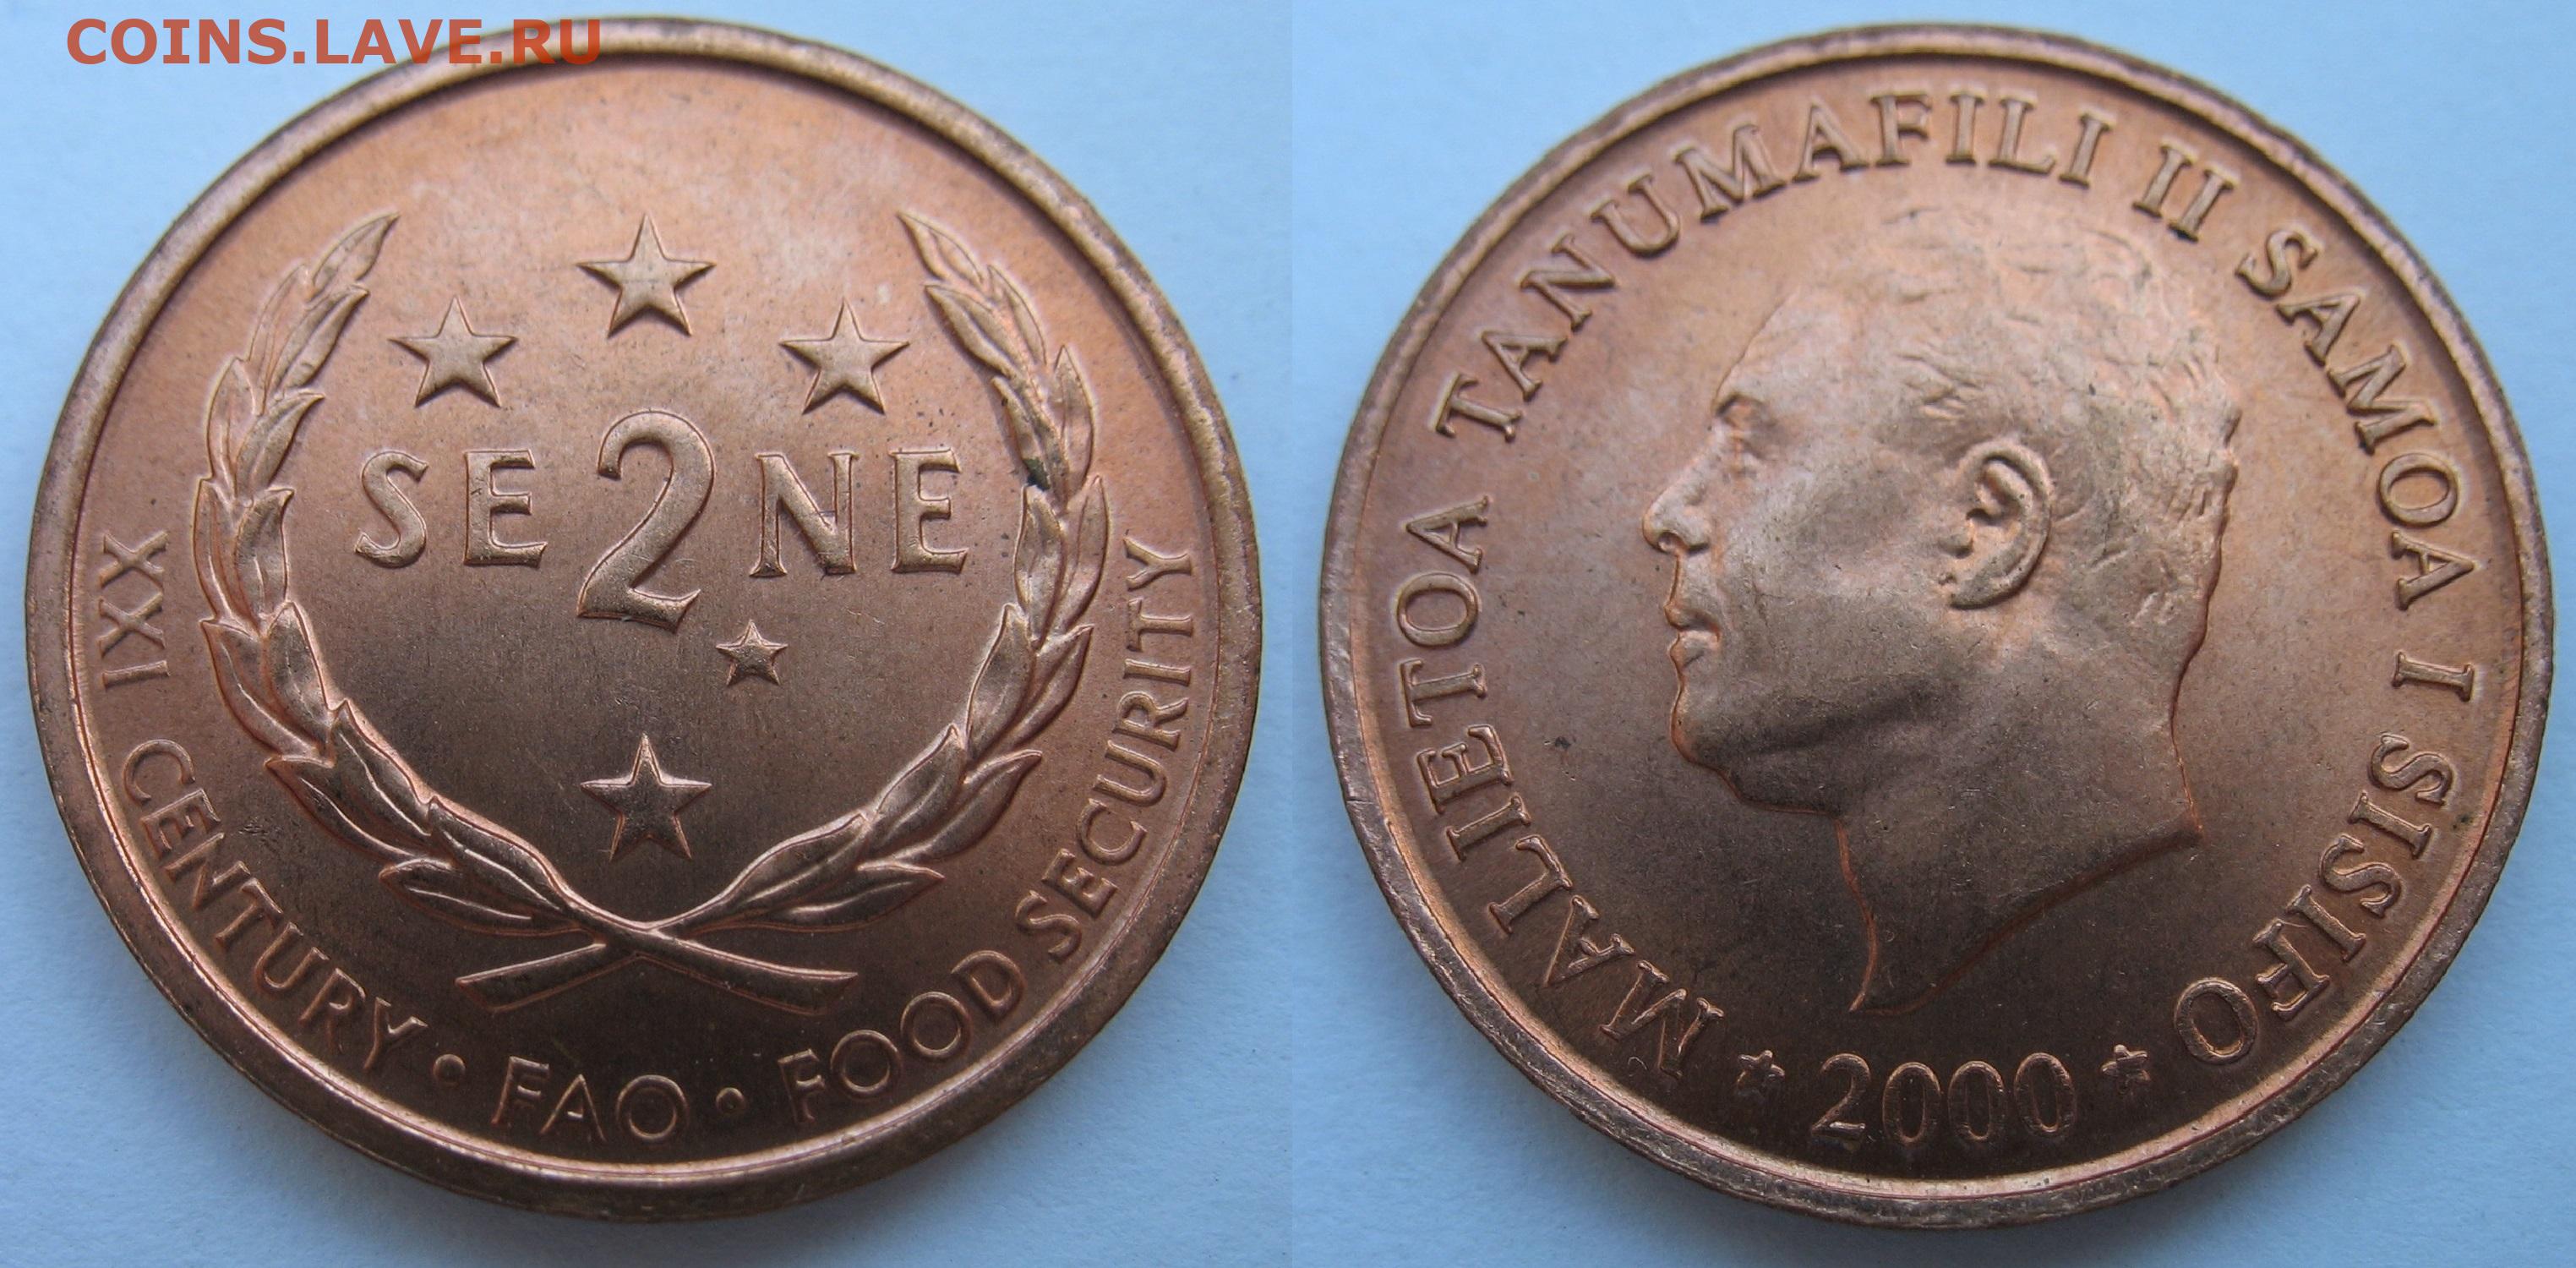 COINS.LAVE.RU
SE 2 NE
XXI CENTURY • FAO • FOOD SECURITY
MALIETOA TANUMAFILI II SAMOA I SISIFO
★ 2000 ★